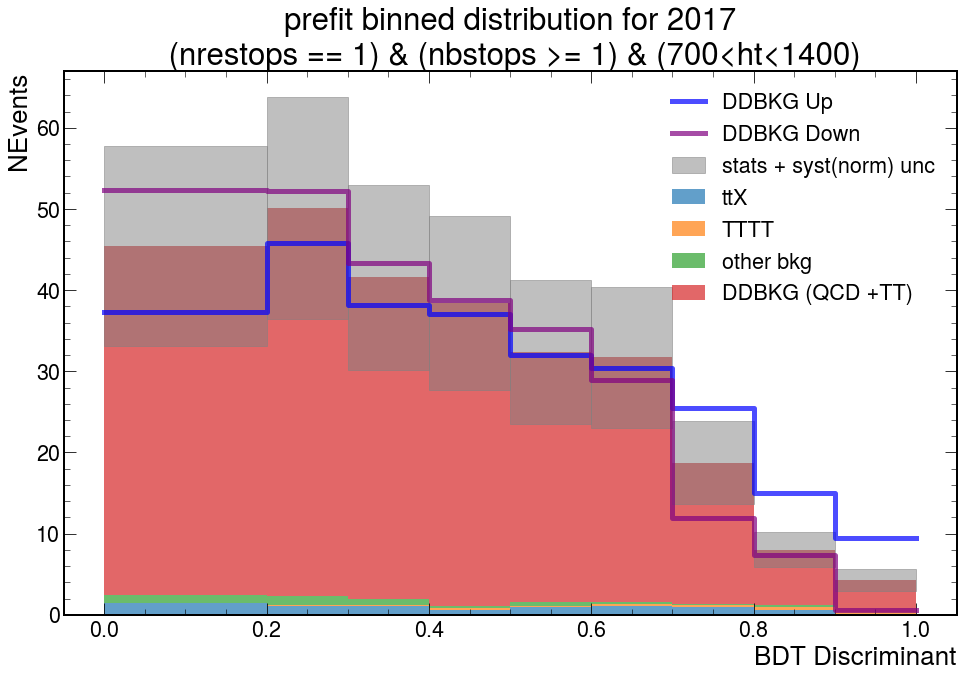 prefit binned distribution for 2017
(nrestops == 1) & (nbstops >= 1) & (700<ht<1400)
NEvents
60
50
40
30
20
10
0
DDBKG Up
DDBKG Down
stats + syst(norm) unc
ttX
TTTT
other bkg
DDBKG (QCD +TT)
0.0 0.2 0.4 0.6 0.8 1.0
BDT Discriminant